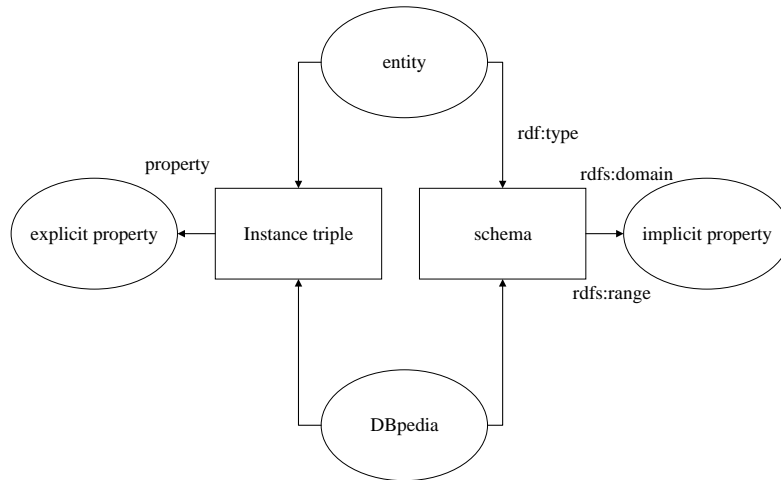 entity
rdf:type
property
rdfs:domain
explicit property
Instance triple
schema
implicit property
rdfs:range
DBpedia